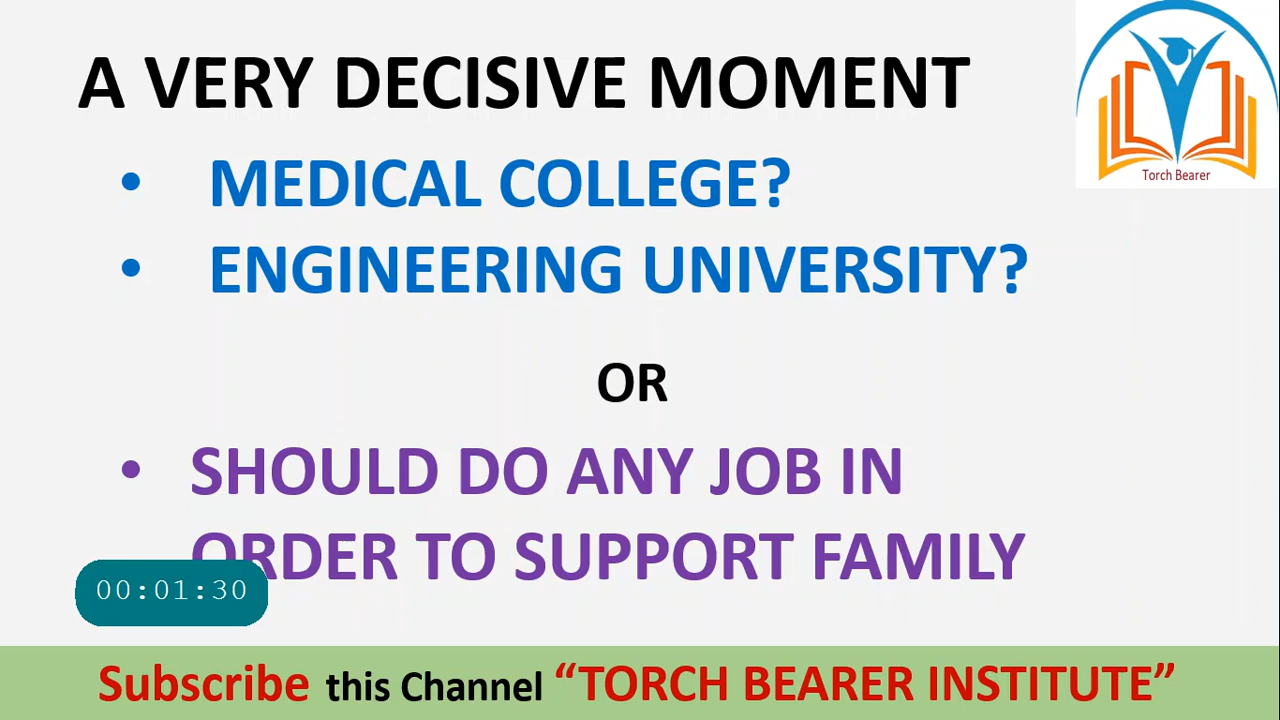 A VERY DECISIVE MOMENT
Torch Bearer
• MEDICAL COLLEGE?
• ENGINEERING UNIVERSITY?
OR
• SHOULD DO ANY JOB IN
ORDER TO SUPPORT FAMILY
00:01:30
Subscribe this Channel “TORCH BEARER INSTITUTE”